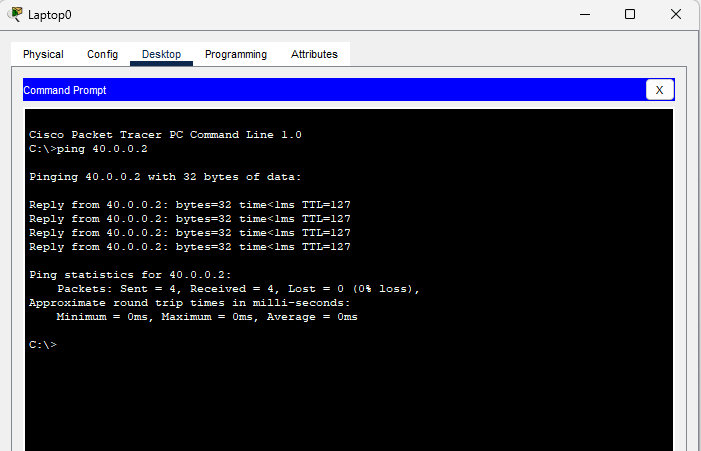 Laptop0
Physical Config Desktop Programming Attributes
Command Prompt X
Cisco Packet Tracer PC Command Line 1.0
C:\>ping 40.0.0.2
Pinging 40.0.0.2 with 32 bytes of data:
Reply from 40.0.0.2: bytes=32 time<1ms TTL=127
Reply from 40.0.0.2: bytes=32 time<1ms TTL=127
Reply from 40.0.0.2: bytes=32 time<1ms TTL=127
Reply from 40.0.0.2: bytes=32 time<1ms TTL=127
Ping statistics for 40.0.0.2:
Packets: Sent = 4, Received = 4, Lost = 0 (0% loss),
Approximate round trip times in milli-seconds:
Minimum = 0ms, Maximum = 0ms, Average = 0ms
C:\>